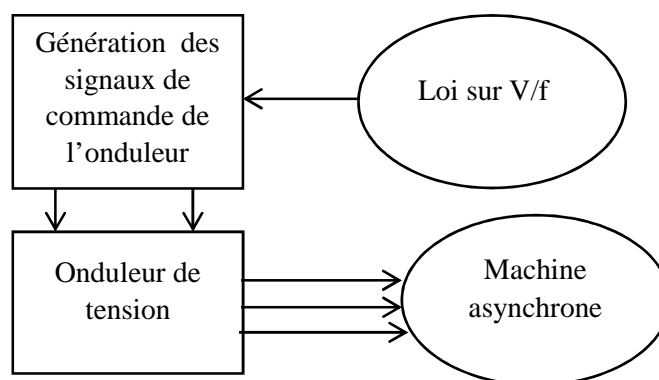 Génération des
signaux de
commande de
l'onduleur
Loi sur V/f
Onduleur de
tension
Machine
asynchrone